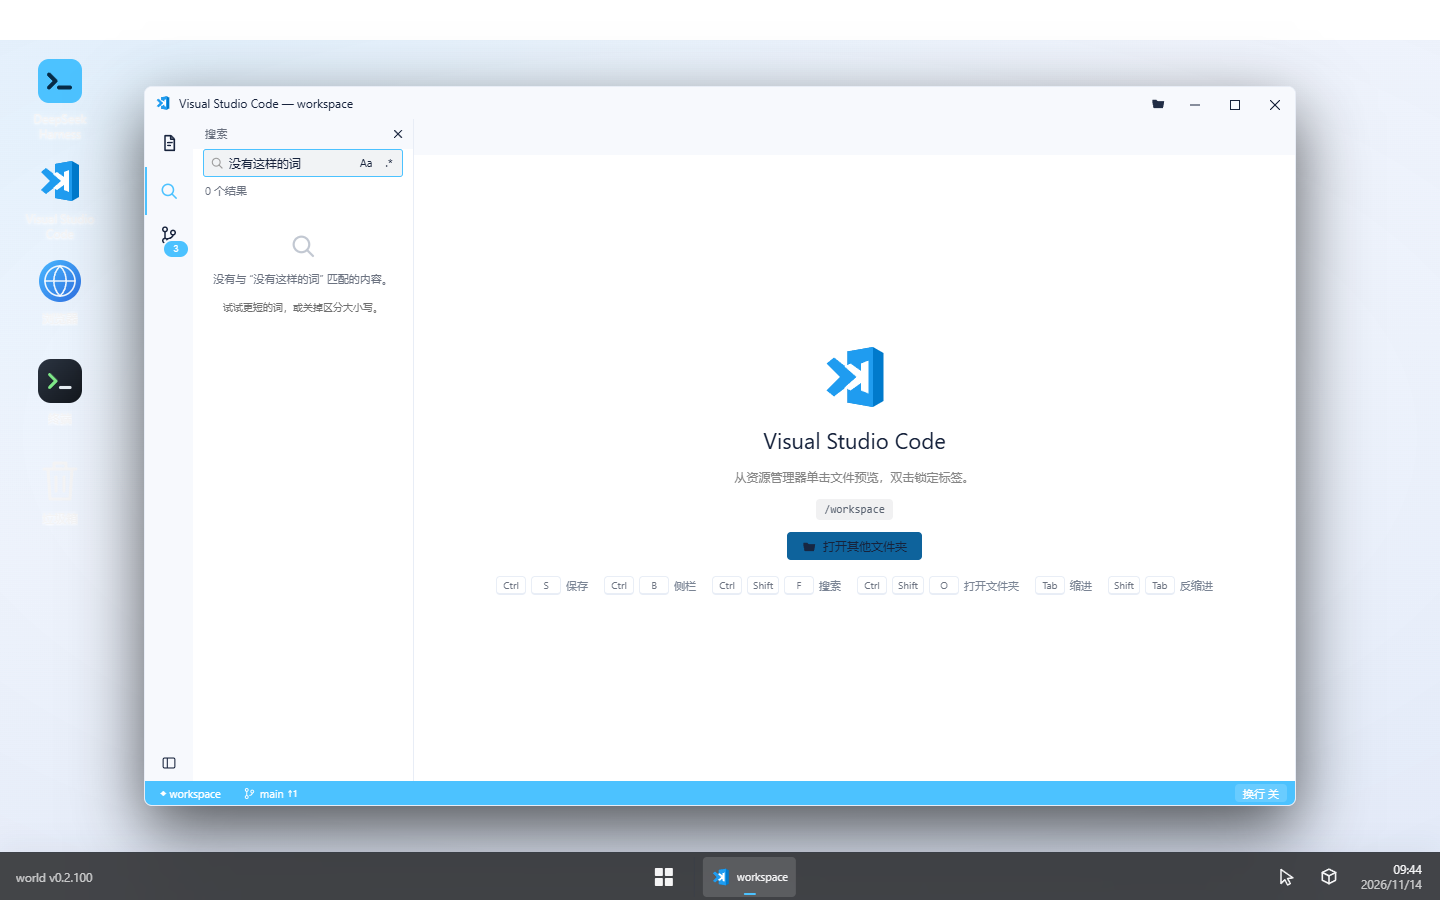 DeepSeek
Visual Studio
Code
Visual Studio Code — workspace
搜索
没有这样的词
Aa
.*
0 个结果
3
没有与 “没有这样的词” 匹配的内容。
试试更短的词，或关掉区分大小写。
Visual Studio Code
从资源管理器单击文件预览，双击锁定标签。
/workspace
打开其他文件夹
Ctrl S 保存 Ctrl B 侧栏 Ctrl Shift F 搜索 Ctrl Shift O 打开文件夹 Tab 缩进 Shift Tab 反缩进
workspace
main ↑1
换行 关
world v0.2.100
workspace
09:44
2026/11/14